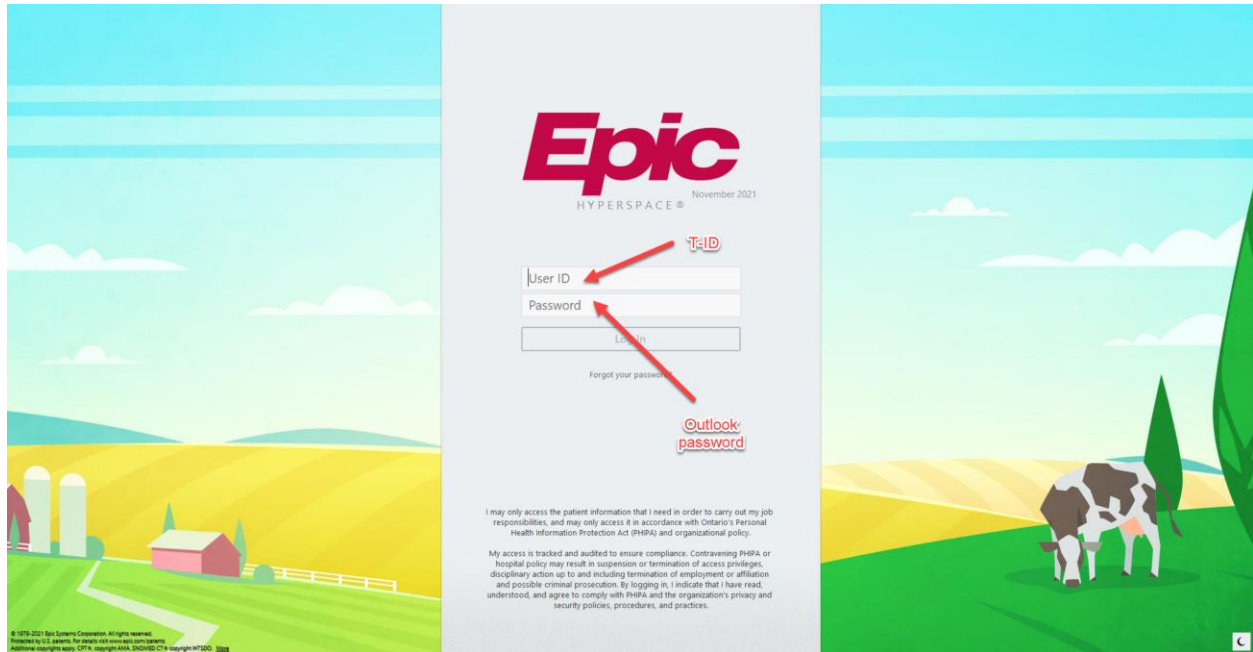 Epic
November 2021
HYPERSPACE®
T-ID
User ID
Password
Log In
Forgot your password?
Outlook
password
I may only access the patient information that I need in order to carry out my job
responsibilities, and may only access it in accordance with Ontario's Personal
Health Information Protection Act (PHIPA) and organizational policy.
My access is tracked and audited to ensure compliance. Contravening PHIPA or
hospital policy may result in suspension or termination of access privileges,
disciplinary action up to and including termination of employment or affiliation
and possible criminal prosecution. By logging in, I indicate that I have read,
understood, and agree to comply with PHIPA and the organization's privacy and
security policies, procedures, and practices.
© 1979-2021 Epic Systems Corporation. All rights reserved.
Protected by U.S. patents. For details visit www.epic.com/patents
Additional copyrights apply. CPT®, copyright AMA. SNOMED CT® copyright IHTSDO. More